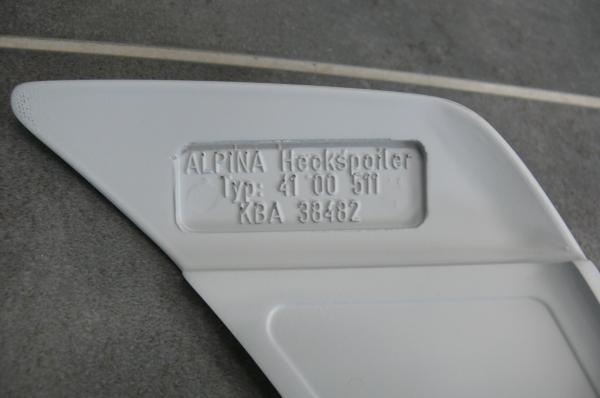 ALPINA Heckspoiler
Typ: 41 00 511
KBA 38482